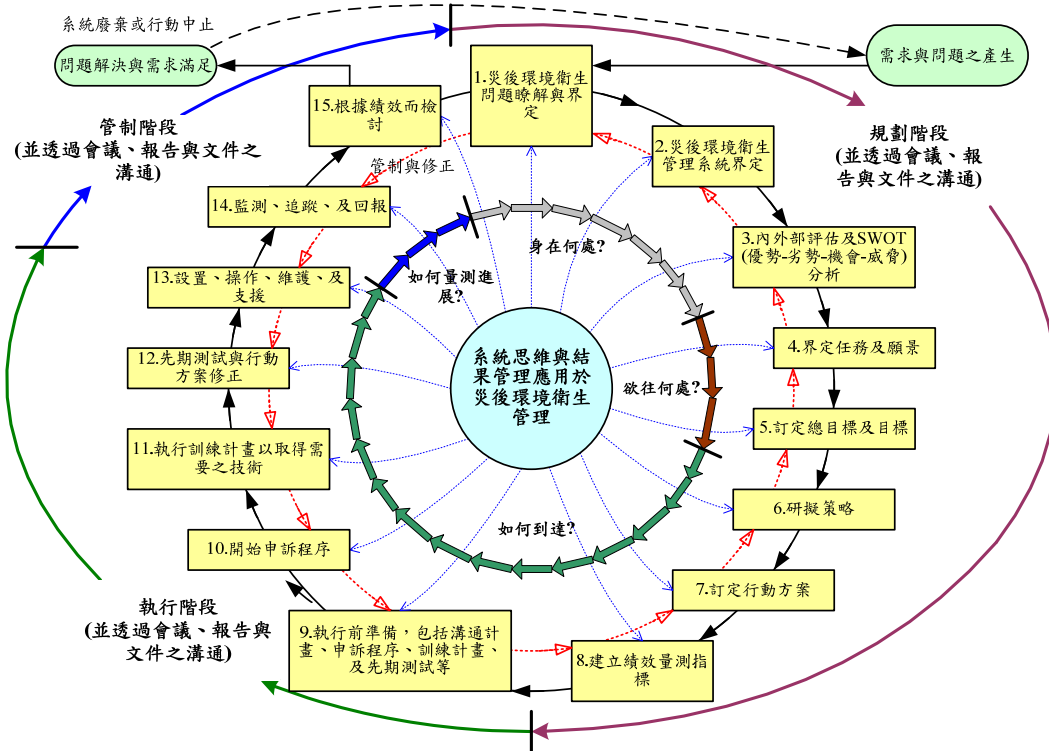 系統廢棄或行動中止
問題解決與需求滿足
需求與問題之產生
1.災後環境衛生
問題瞭解與界定
15.根據績效而檢
討
管制階段
(並透過會議、報告與文件之
溝通)
規劃階段
(並透過會議、報
告與文件之溝通)
2.災後環境衛生
管理系統界定
管制與修正
14.監測、追蹤、及回報
3.內外部評估及SWOT
(優勢-劣勢-機會-威脅)
分析
身在何處?
如何量測進
展?
13.設置、操作、維護、及
支援
4.界定任務及願景
系統思維與結
果管理應用於
災後環境衛生
管理
12.先期測試與行動
方案修正
欲往何處?
5.訂定總目標及目標
11.執行訓練計畫以取得需
要之技術
6.研擬策略
如何到達?
10.開始申訴程序
7.訂定行動方案
執行階段
(並透過會議、報告與
文件之溝通)
9.執行前準備，包括溝通計
畫、申訴程序、訓練計畫、
及先期測試等
8.建立績效量測指
標